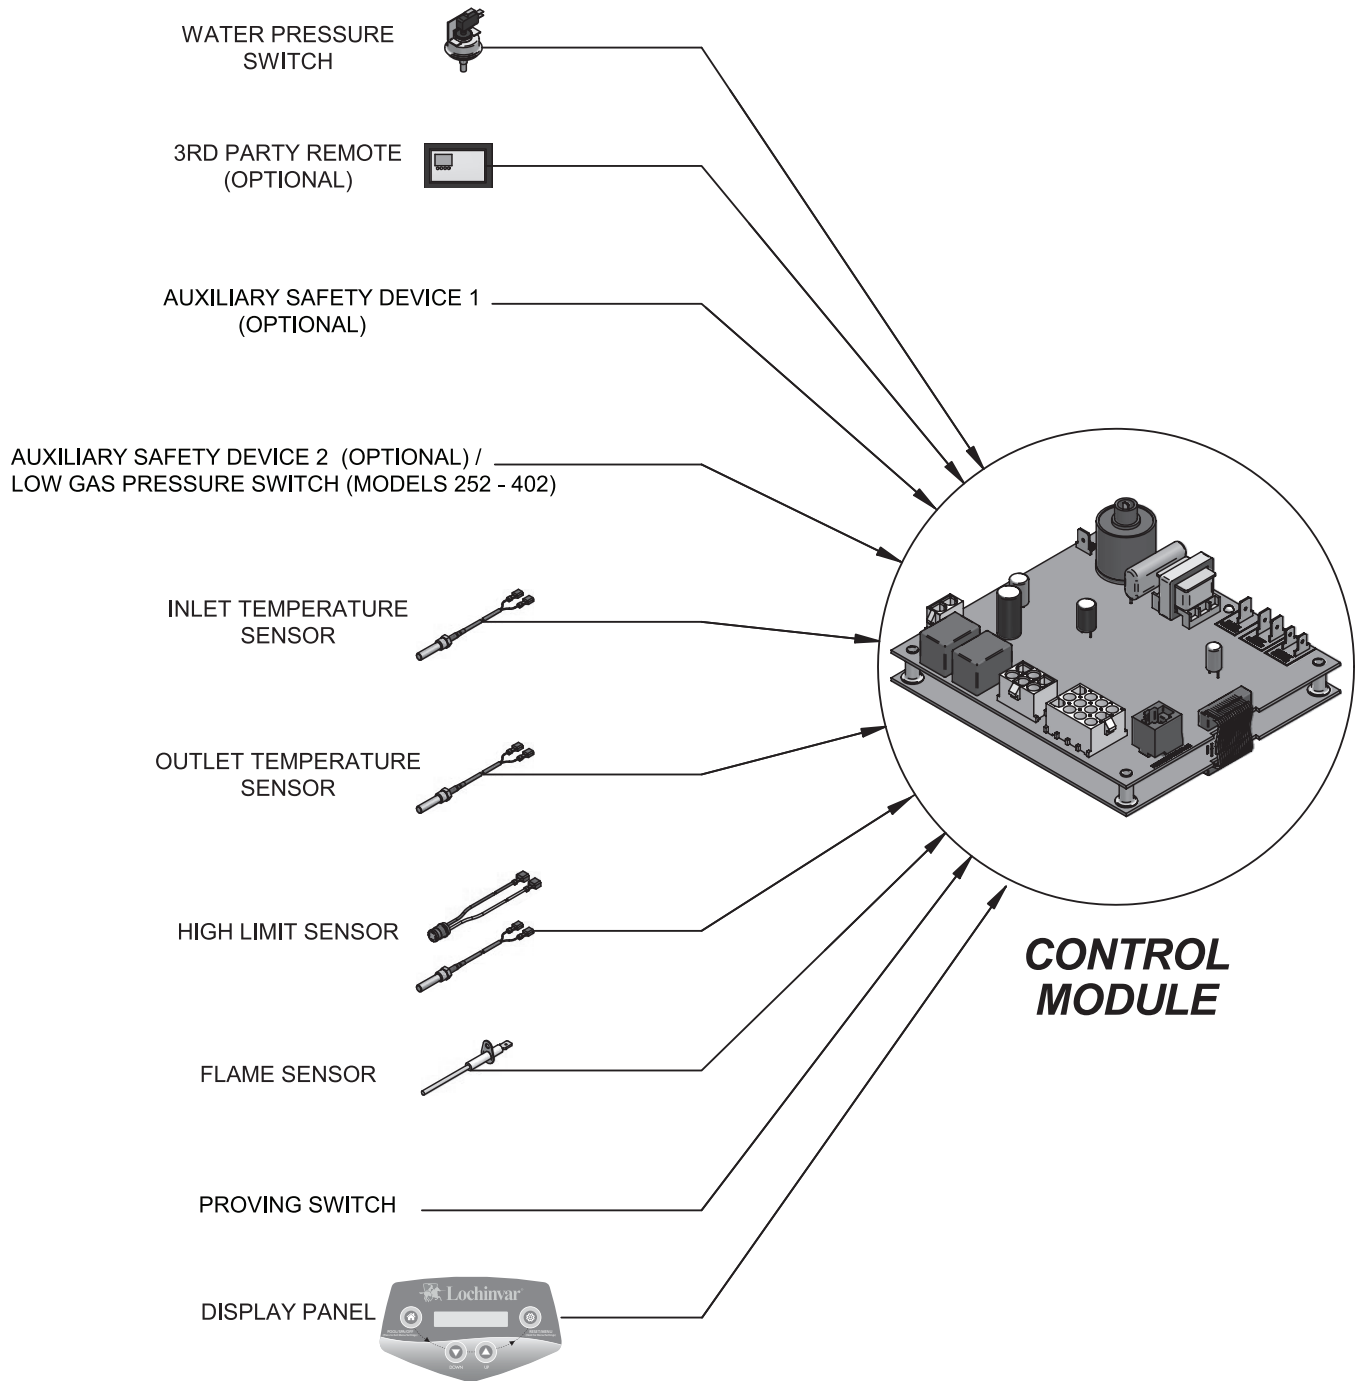 WATER PRESSURE
SWITCH
3RD PARTY REMOTE
(OPTIONAL)
AUXILIARY SAFETY DEVICE 1
(OPTIONAL)
AUXILIARY SAFETY DEVICE 2 (OPTIONAL) /
LOW GAS PRESSURE SWITCH (MODELS 252 - 402)
INLET TEMPERATURE
SENSOR
OUTLET TEMPERATURE
SENSOR
HIGH LIMIT SENSOR
FLAME SENSOR
PROVING SWITCH
DISPLAY PANEL
Lochinvar
DOWN
UP
CONTROL
MODULE